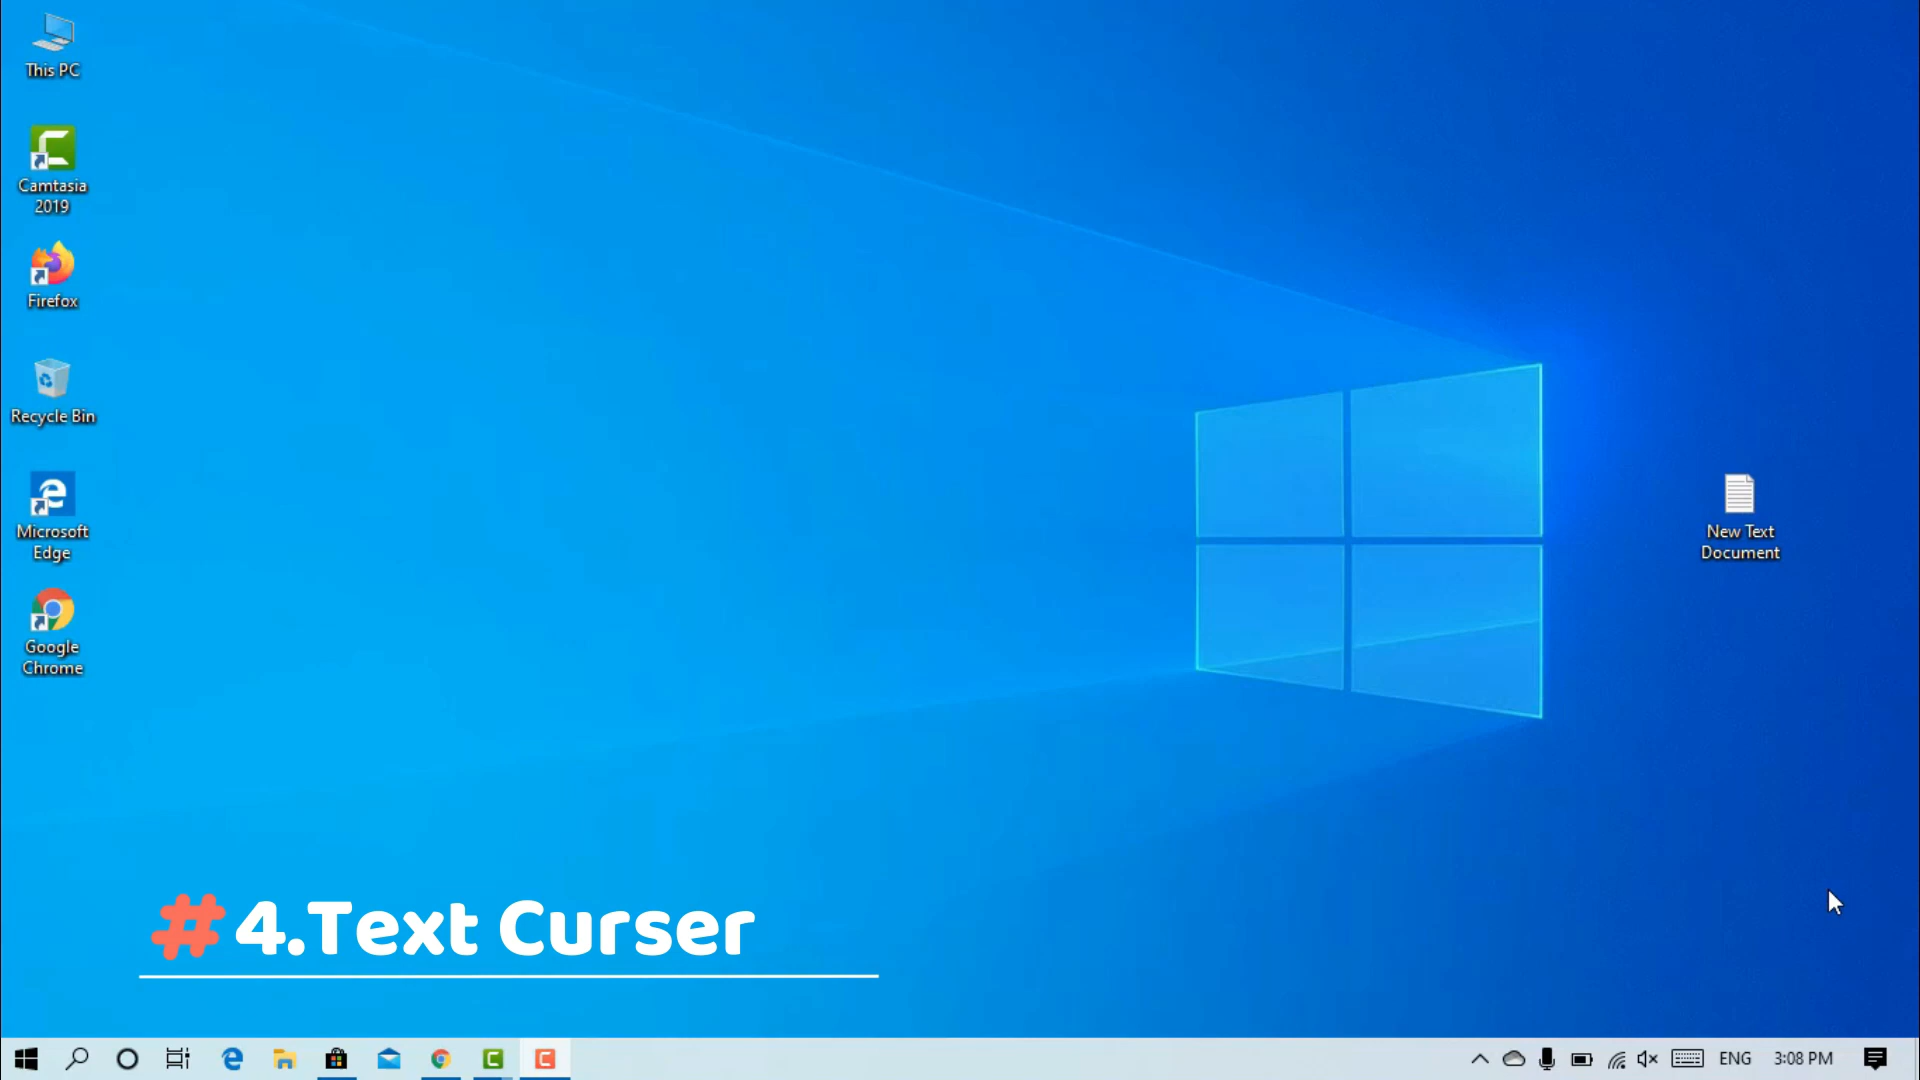 This PC
Camtasia
2019
Firefox
Recycle Bin
Microsoft
Edge
Google
Chrome
New Text
Document
#4.Text Curser
ENG
3:08 PM